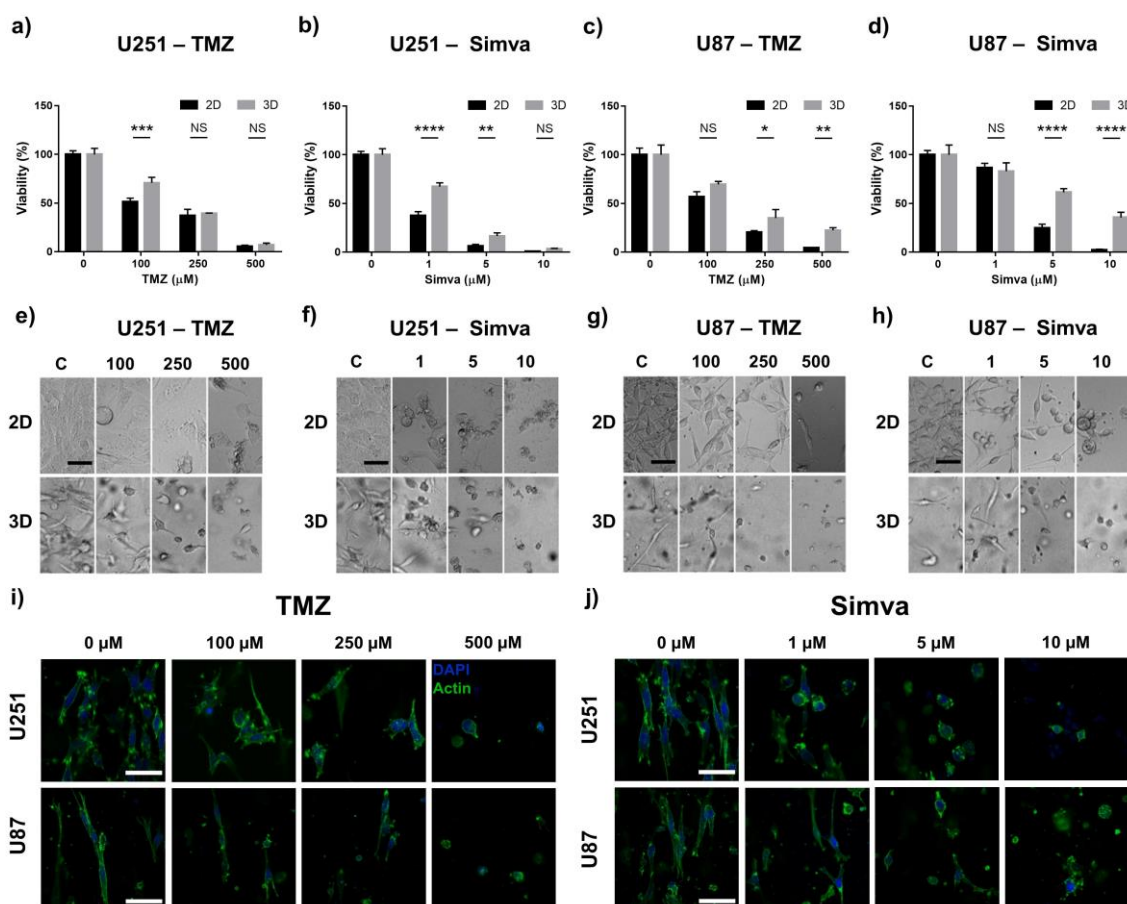 a) U251 – TMZ
b) U251 – Simva
c) U87 – TMZ
d) U87 – Simva
2D 3D
150
100
50
0
Viability (%)
*** NS NS
0 100 250 500
TMZ (µM)
2D 3D
150
100
50
0
Viability (%)
**** ** NS
0 1 5 10
Simva (µM)
2D 3D
150
100
50
0
Viability (%)
NS * **
0 100 250 500
TMZ (µM)
2D 3D
150
100
50
0
Viability (%)
NS **** ****
0 1 5 10
Simva (µM)
e) U251 – TMZ
C 100 250 500
2D
3D
f) U251 – Simva
C 1 5 10
2D
3D
g) U87 – TMZ
C 100 250 500
2D
3D
h) U87 – Simva
C 1 5 10
2D
3D
i) TMZ
0 µM 100 µM 250 µM 500 µM
DAPI
Actin
U251
U87
j) Simva
0 µM 1 µM 5 µM 10 µM
U251
U87